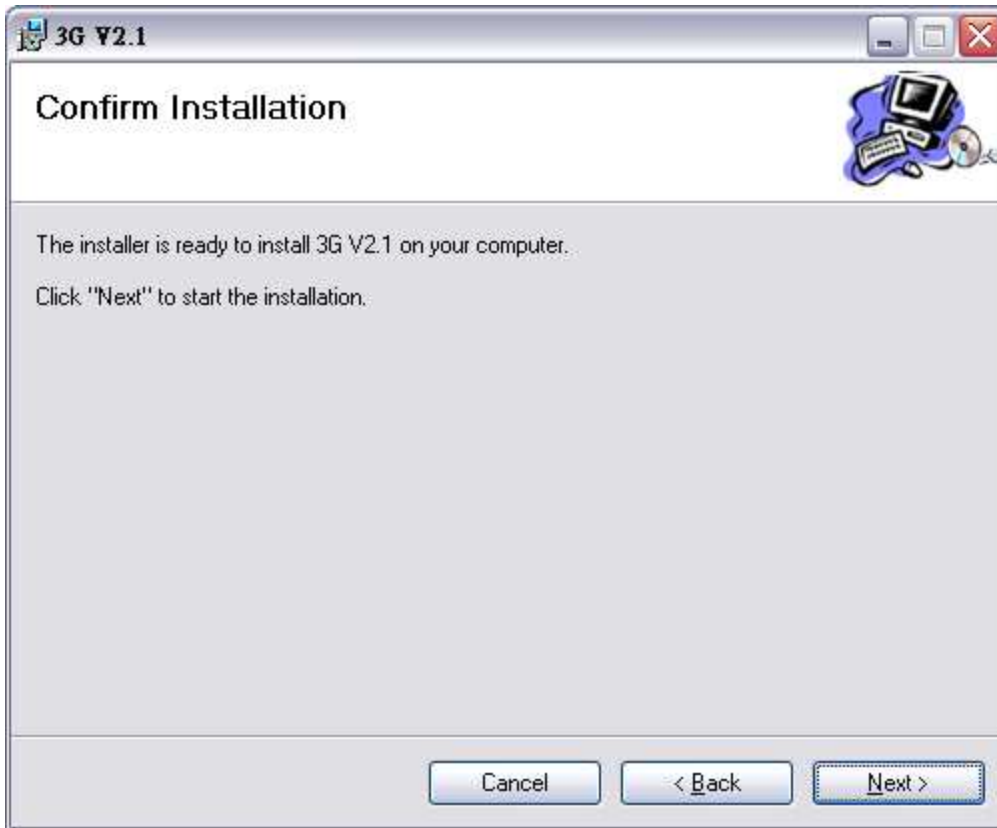 3G V2.1
Confirm Installation
The installer is ready to install 3G V2.1 on your computer.
Click "Next" to start the installation.
Cancel
< Back
Next >